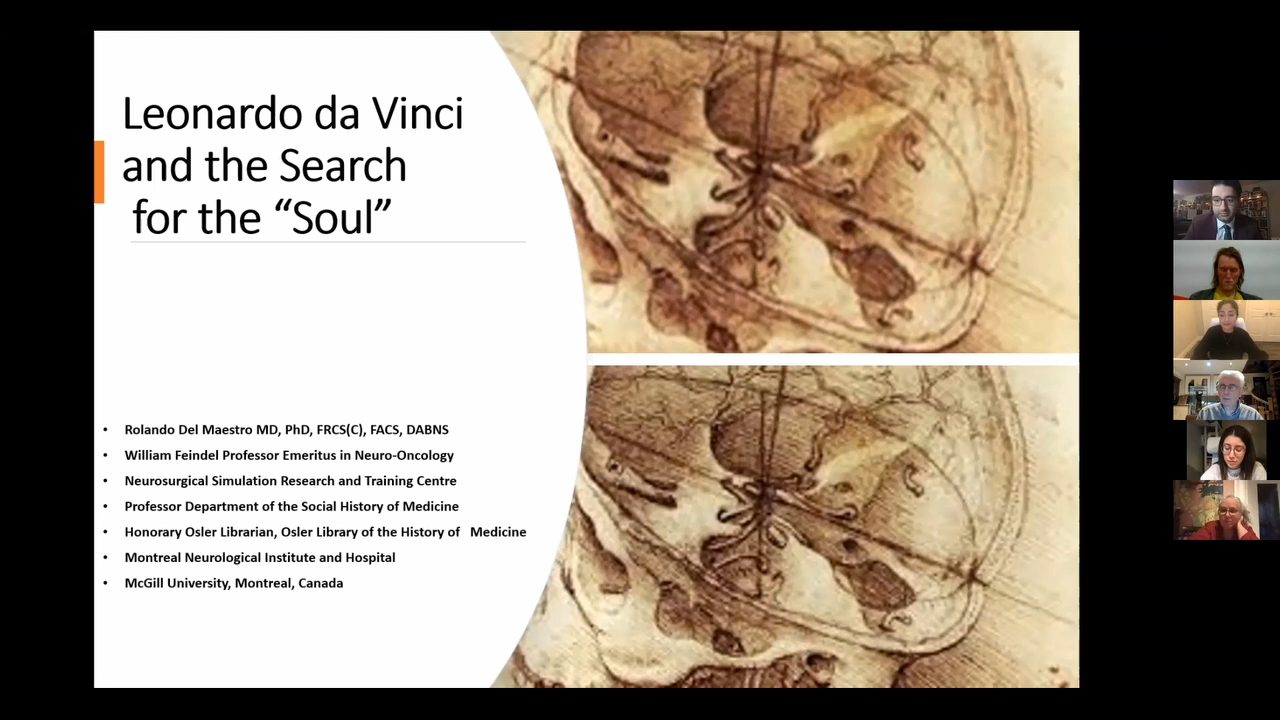 Leonardo da Vinci
and the Search
for the “Soul”
• Rolando Del Maestro MD, PhD, FRCS(C), FACS, DABNS
• William Feindel Professor Emeritus in Neuro-Oncology
• Neurosurgical Simulation Research and Training Centre
• Professor Department of the Social History of Medicine
• Honorary Osler Librarian, Osler Library of the History of Medicine
• Montreal Neurological Institute and Hospital
• McGill University, Montreal, Canada